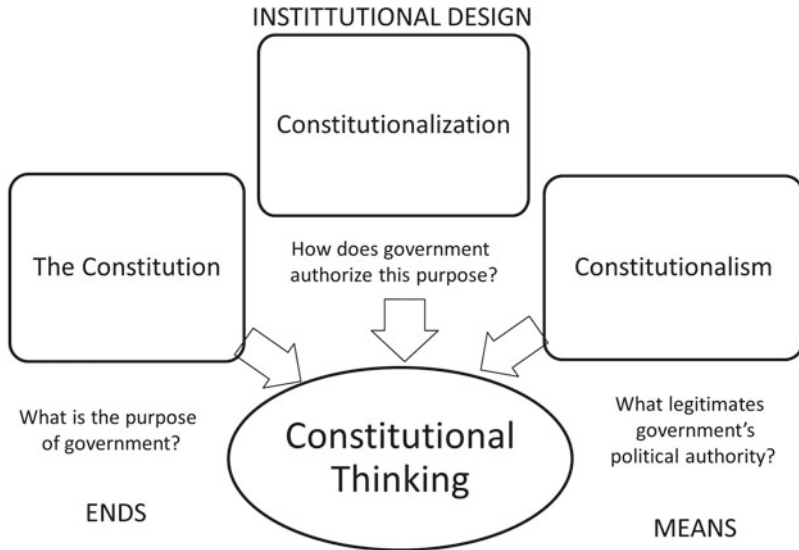 INSTITTUTIONAL DESIGN
Constitutionalization
The Constitution
How does government
authorize this purpose?
Constitutionalism
What is the purpose
of government?
Constitutional
Thinking
What legitimates
government's
political authority?
ENDS
MEANS